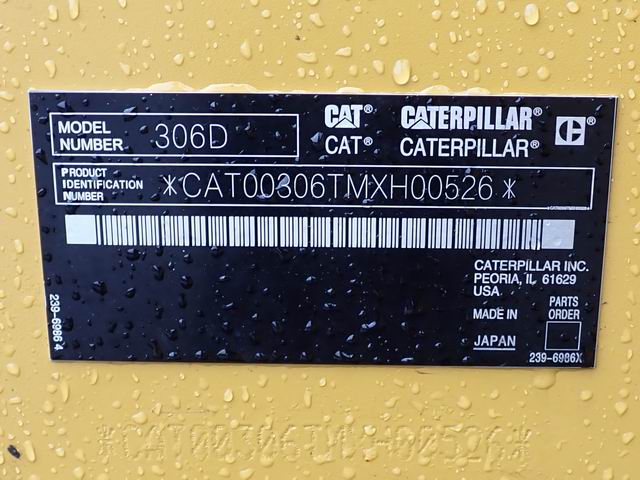 MODEL NUMBER 306D
CAT® CATERPILLAR® C®
CAT® CATERPILLAR®
PRODUCT IDENTIFICATION NUMBER *CAT00306TMXH00526*
CATERPILLAR INC.
PEORIA, IL 61629
USA
MADE IN
JAPAN
PARTS ORDER
239-6986X
239-6986 4